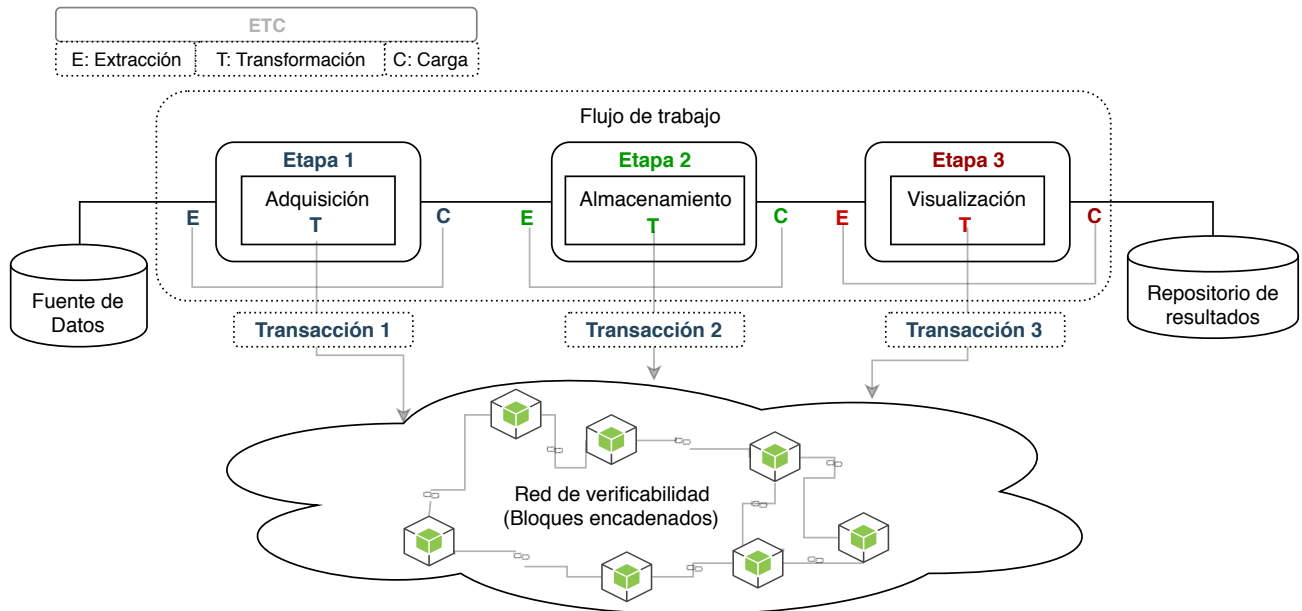 ETC
E: Extracción
T: Transformación
C: Carga
Flujo de trabajo
Etapa 1
Etapa 2
Etapa 3
Adquisición
Almacenamiento
Visualización
E
T
C
E
T
C
E
T
C
Fuente de
Datos
Repositorio de
resultados
Transacción 1
Transacción 2
Transacción 3
Red de verificabilidad
(Bloques encadenados)